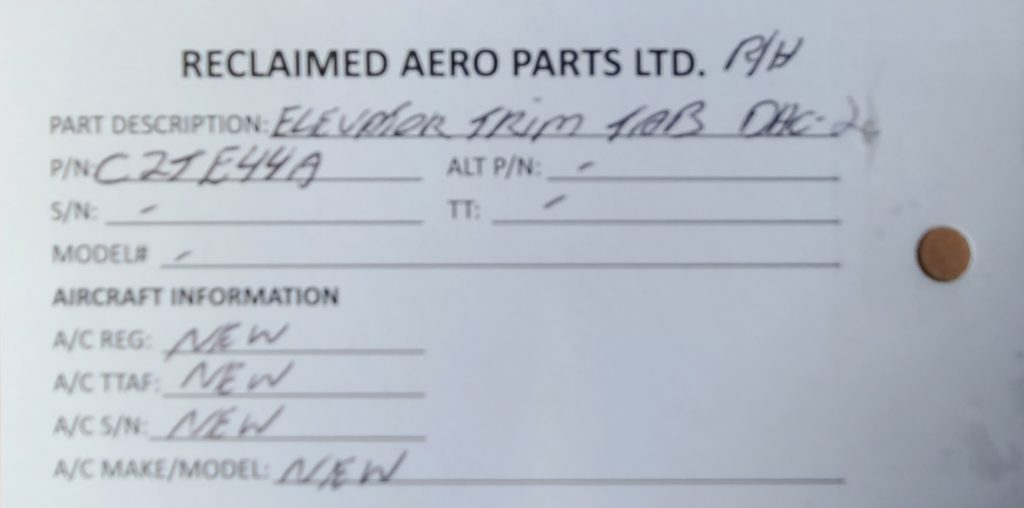 RECLAIMED AERO PARTS LTD. R/H
PART DESCRIPTION: ELEVATOR TRIM TAB DHC-2
P/N: C2TE44A ALT P/N: -
S/N: - TT: -
MODEL# -
AIRCRAFT INFORMATION
A/C REG: NEW
A/C TTAF: NEW
A/C S/N: NEW
A/C MAKE/MODEL: NEW